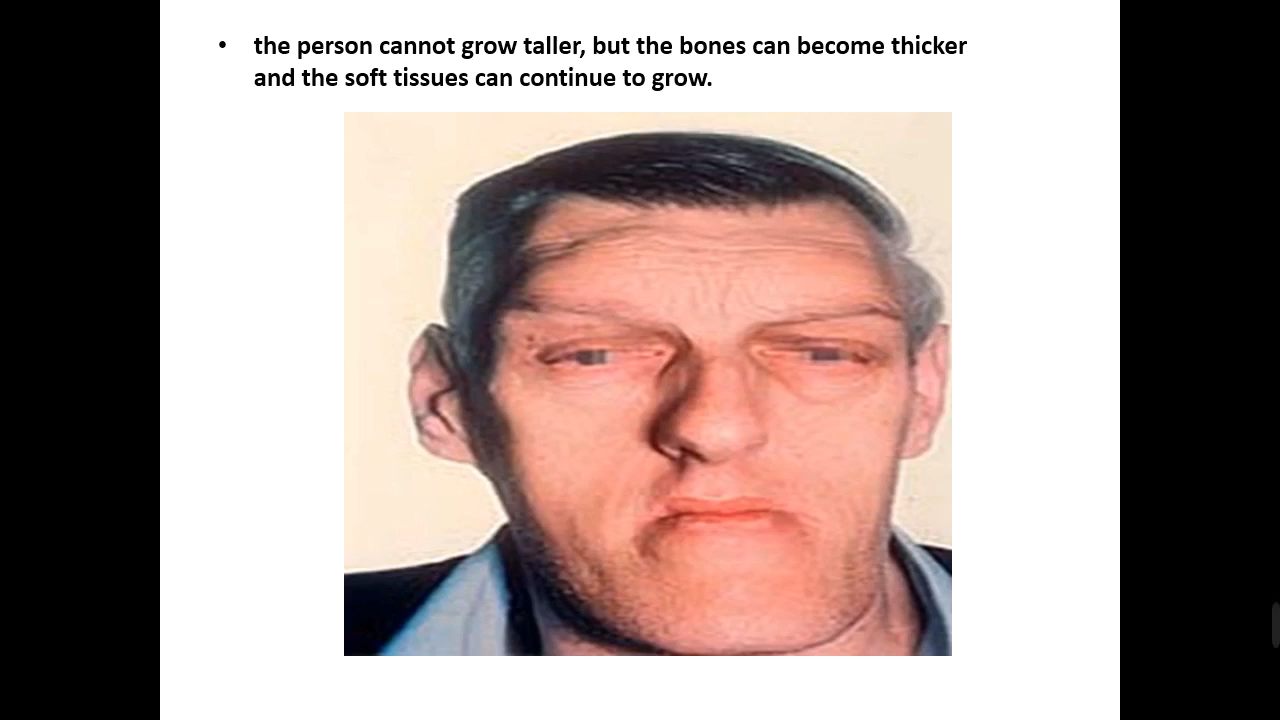 • the person cannot grow taller, but the bones can become thicker
and the soft tissues can continue to grow.